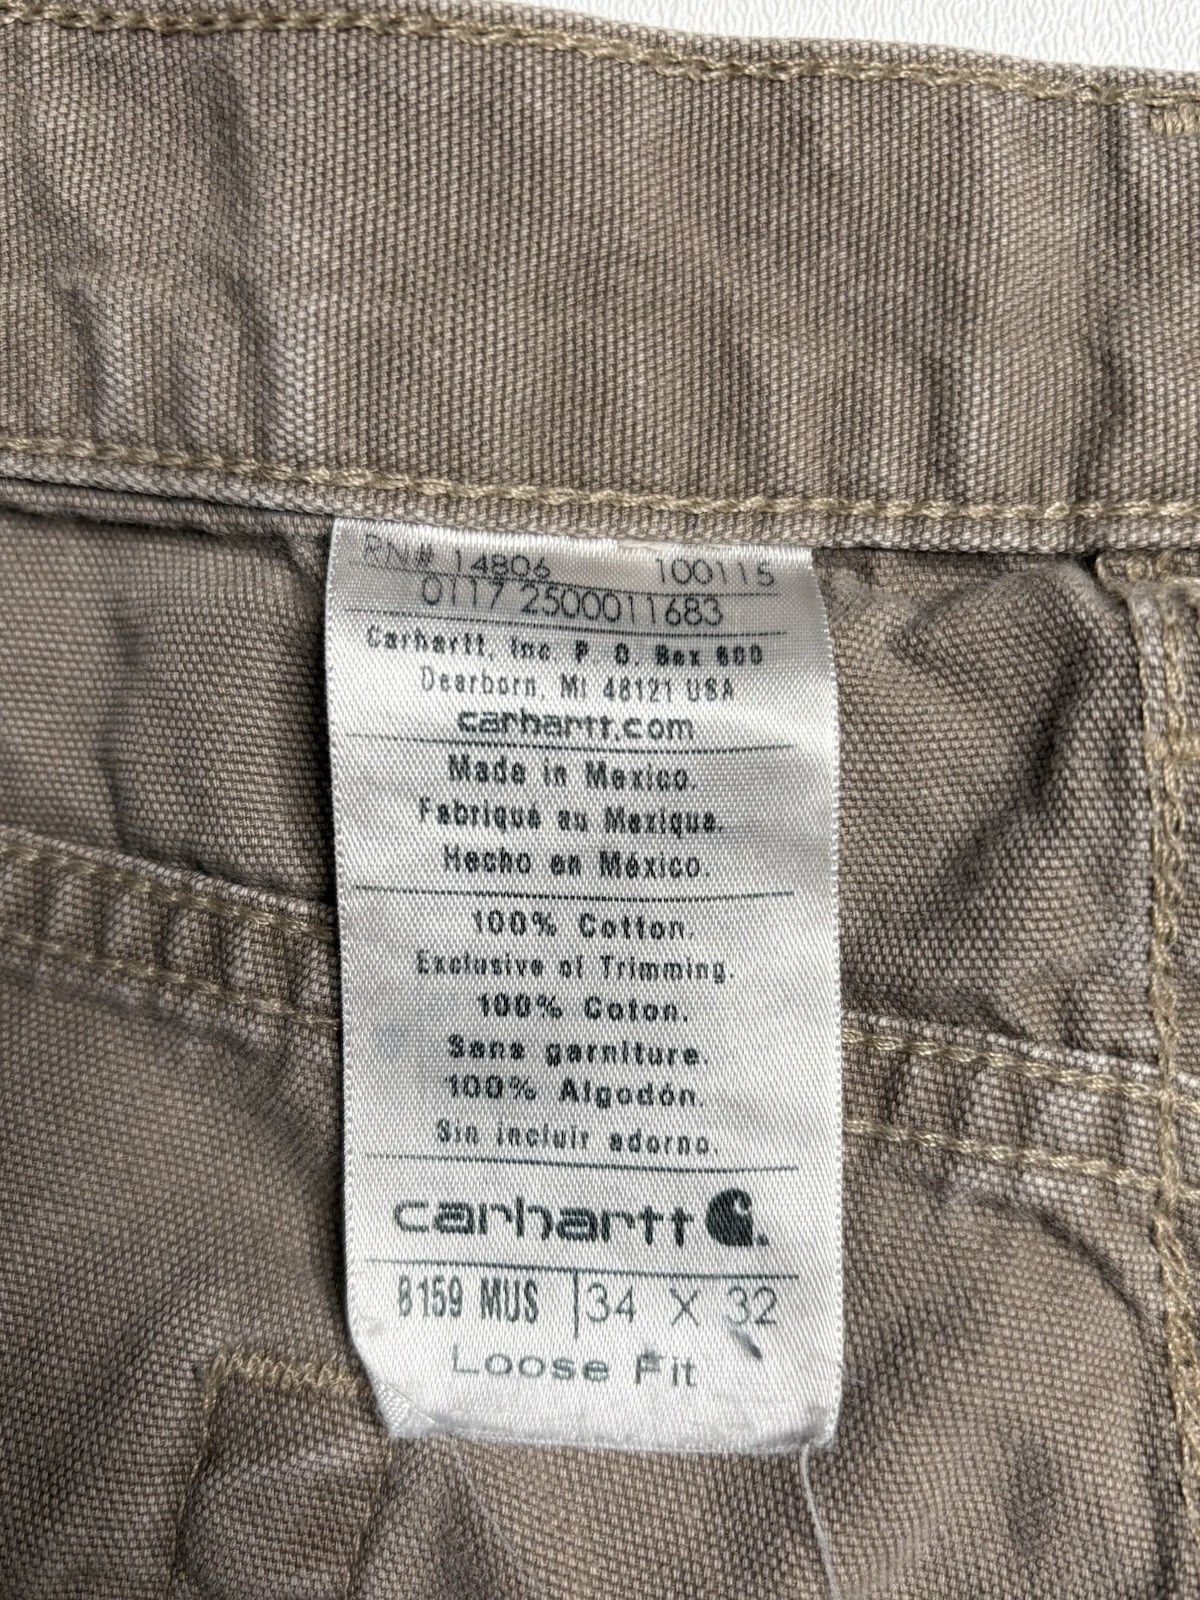 RN# 14806 100115
0117 2500011683
Carhartt, Inc. P. O. Box 600
Dearborn, MI 48121 USA
carhartt.com
Made in Mexico.
Fabriqué au Mexique.
Hecho en México.
100% Cotton.
Exclusive of Trimming.
100% Coton.
Sans garniture.
100% Algodón.
Sin incluir adorno.
carhartt
8159 MUS 34 X 32
Loose Fit